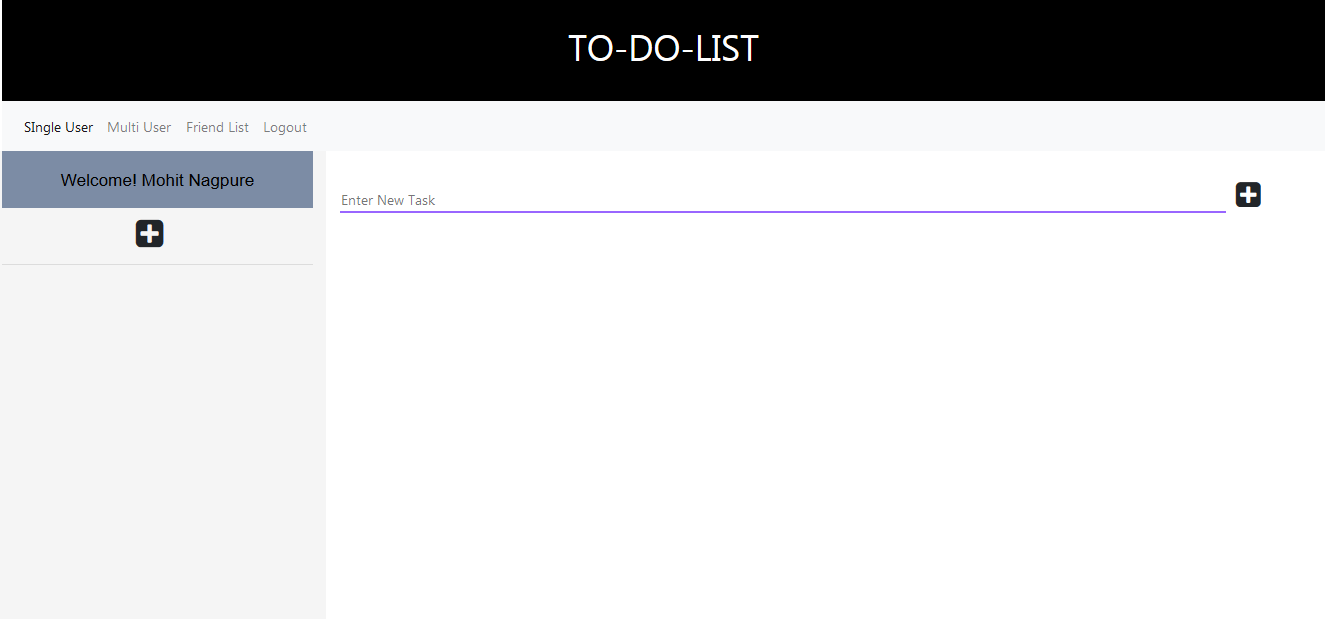 TO-DO-LIST
SIngle User Multi User Friend List Logout
Welcome! Mohit Nagpure
Enter New Task